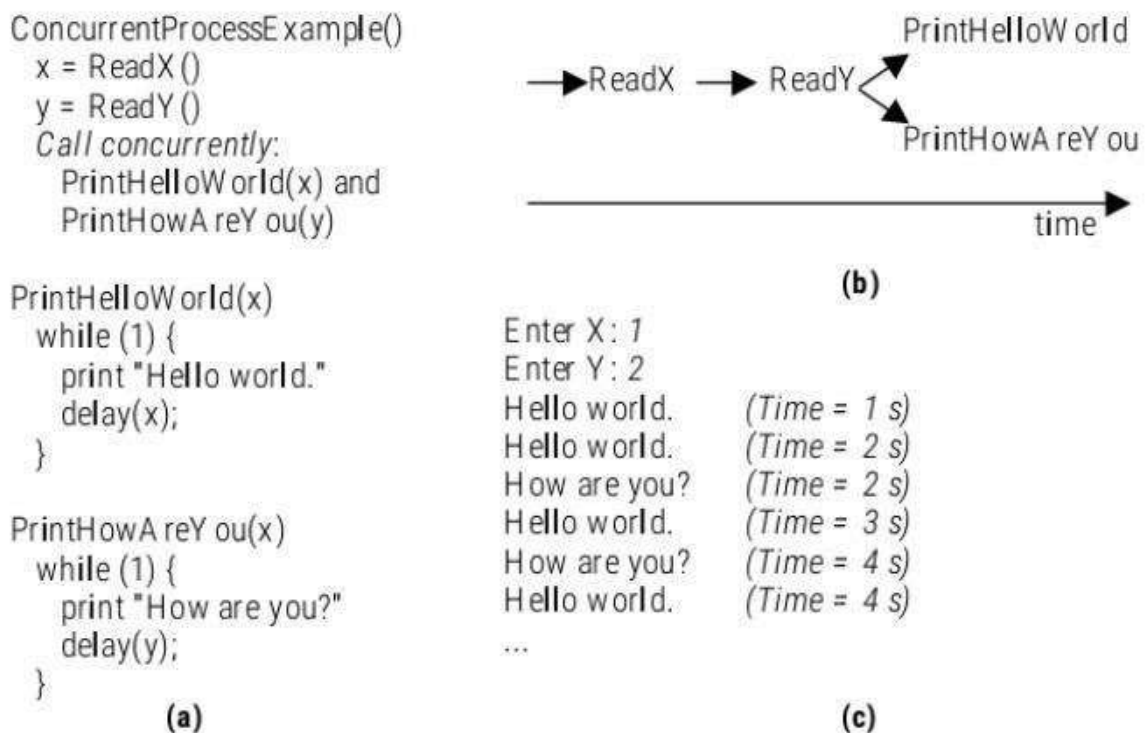 ConcurrentProcessExample()
x = ReadX()
y = ReadY()
Call concurrently:
PrintHelloWorld(x) and
PrintHowAreYou(y)
PrintHelloWorld(x)
while (1) {
print "Hello world."
delay(x);
}
PrintHowAreYou(x)
while (1) {
print "How are you?"
delay(y);
}
(a)
PrintHelloWorld
ReadX ReadY
PrintHowAreYou
time
(b)
Enter X: 1
Enter Y: 2
Hello world. (Time = 1 s)
Hello world. (Time = 2 s)
How are you? (Time = 2 s)
Hello world. (Time = 3 s)
How are you? (Time = 4 s)
Hello world. (Time = 4 s)
...
(c)